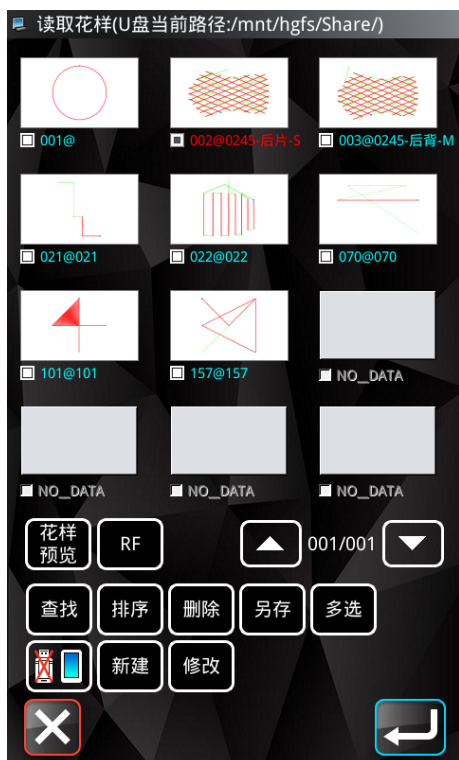 读取花样(U盘当前路径:/mnt/hgfs/Share/)
001@ 002@0245-后片-S 003@0245-后背-M
021@021 022@022 070@070
101@101 157@157 NO_DATA
NO_DATA NO_DATA NO_DATA
花样
预览 RF 001/001
查找 排序 删除 另存 多选
新建 修改